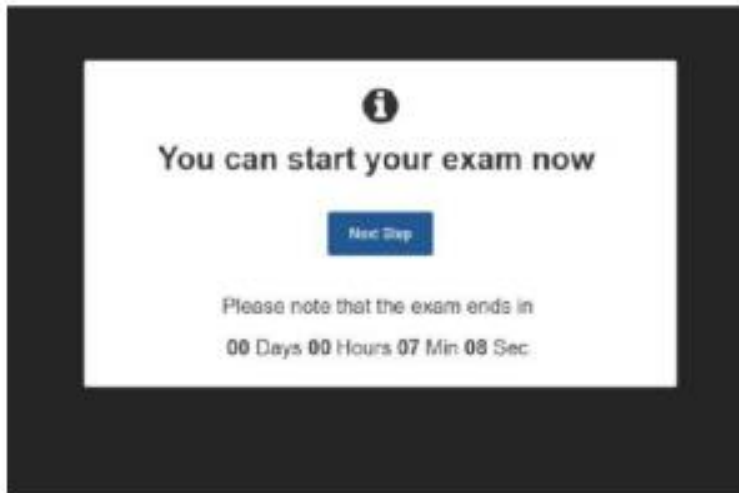 You can start your exam now
Next Step
Please note that the exam ends in
00 Days 00 Hours 07 Min 08 Sec